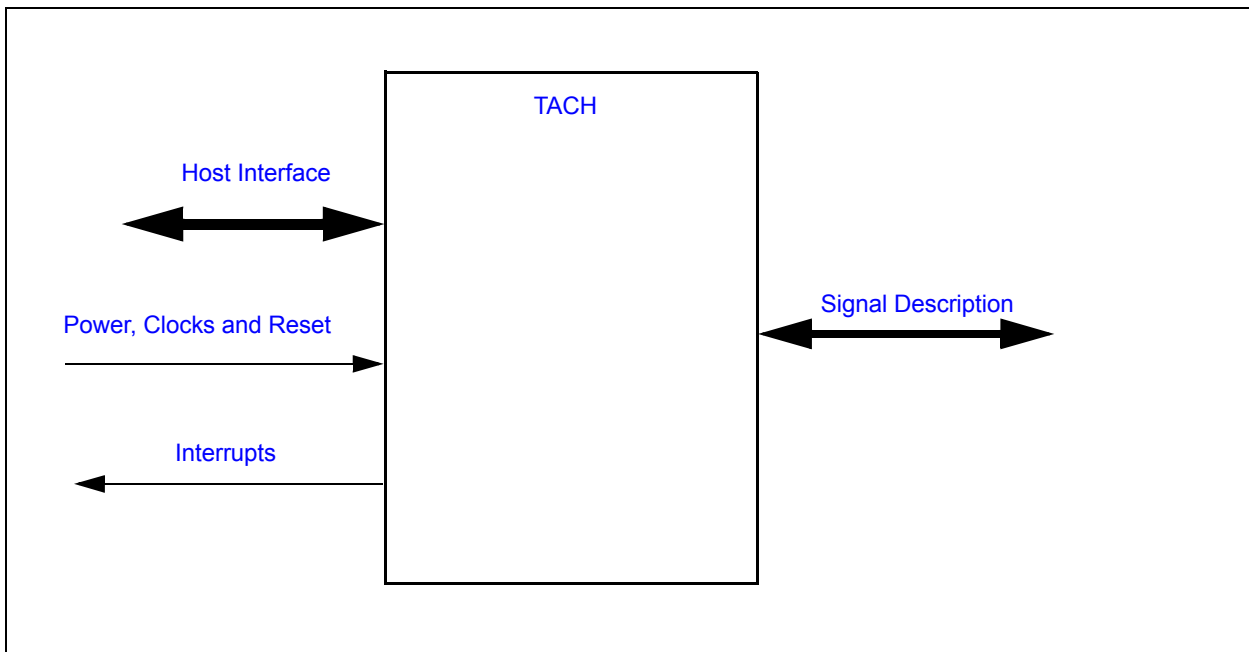 TACH
Host Interface
Signal Description
Power, Clocks and Reset
Interrupts